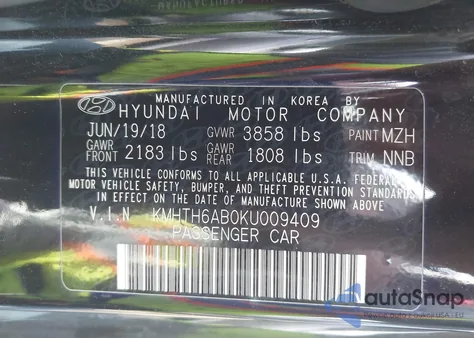 MANUFACTURED IN KOREA BY
HYUNDAI MOTOR COMPANY
JUN/19/18 GVWR 3858 lbs PAINT MZH
GAWR FRONT 2183 lbs GAWR REAR 1808 lbs TRIM NNB
THIS VEHICLE CONFORMS TO ALL APPLICABLE U.S.A. FEDERAL
MOTOR VEHICLE SAFETY, BUMPER, AND THEFT PREVENTION STANDARDS
IN EFFECT ON THE DATE OF MANUFACTURE SHOWN ABOVE.
V.I.N KMHTH6AB0KU009409
PASSENGER CAR
autoSnap